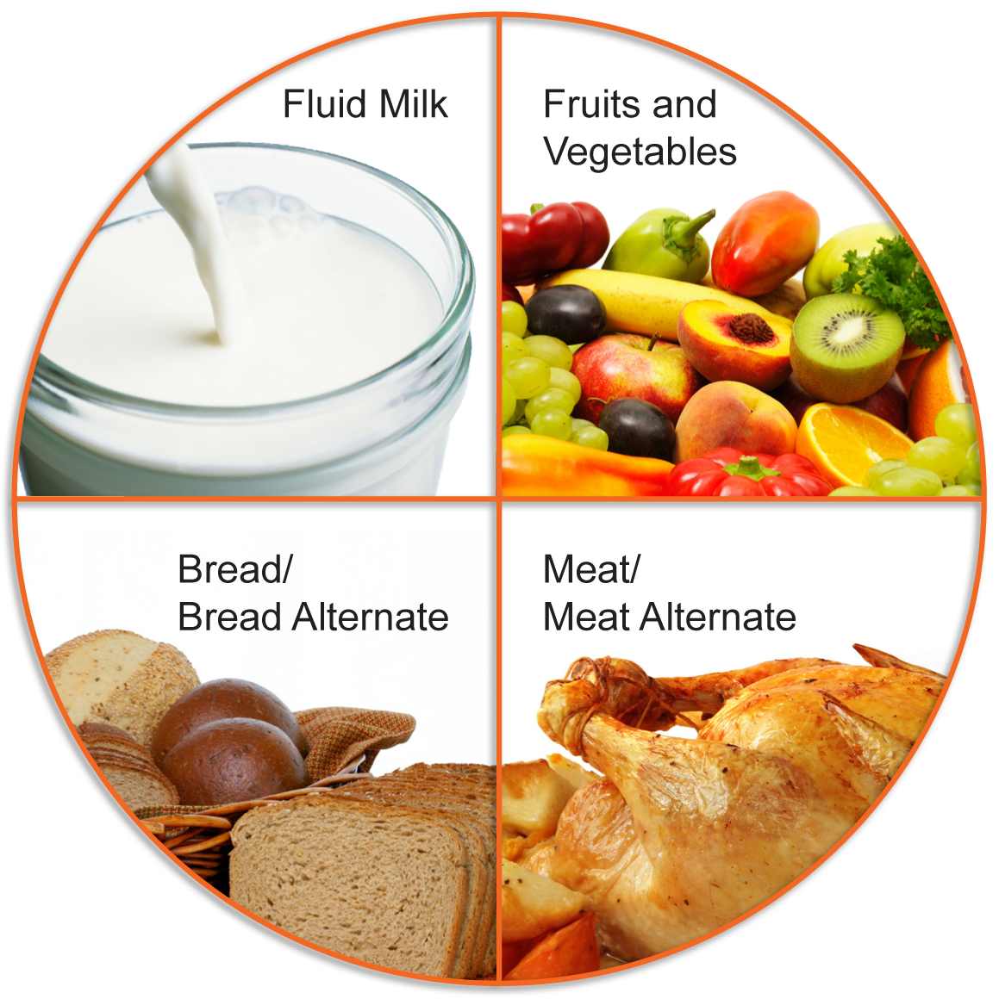 Fluid Milk
Fruits and
Vegetables
Bread/
Bread Alternate
Meat/
Meat Alternate